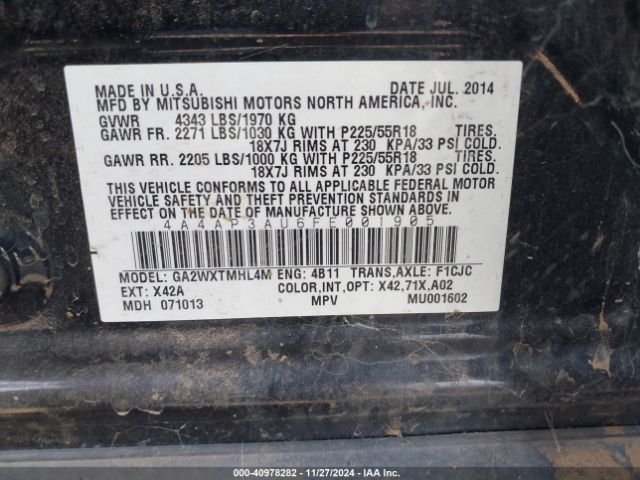 MADE IN U.S.A. DATE JUL. 2014
MFD BY MITSUBISHI MOTORS NORTH AMERICA, INC.
GVWR 4343 LBS/1970 KG
GAWR FR. 2271 LBS/1030 KG WITH P225/55R18 TIRES.
18X7J RIMS AT 230 KPA/33 PSI COLD.
GAWR RR. 2205 LBS/1000 KG WITH P225/55R18 TIRES.
18X7J RIMS AT 230 KPA/33 PSI COLD.
THIS VEHICLE CONFORMS TO ALL APPLICABLE FEDERAL MOTOR
VEHICLE SAFETY AND THEFT PREVENTION STANDARDS IN
EFFECT ON THE DATE OF MANUFACTURE SHOWN ABOVE.
4A4AP3AU6FE001905
MODEL: GA2WXTMHL4M ENG: 4B11 TRANS,AXLE: F1CJC
EXT: X42A COLOR,INT,OPT: X42,71X,A02
MDH 071013 MPV MU001602
000-40978282 - 11/27/2024 - IAA Inc.